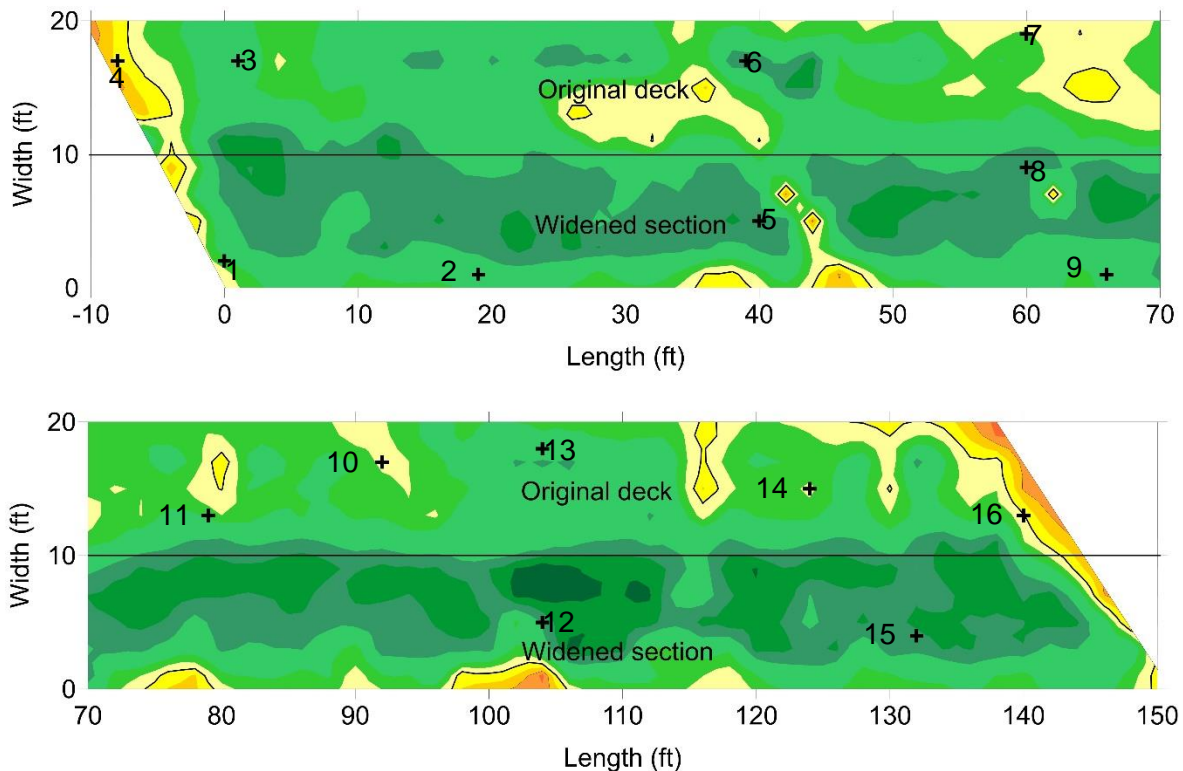 20
10
0
Width (ft)
4
3
6
7
Original deck
8
Widened section
5
1
2
9
-10 0 10 20 30 40 50 60 70
Length (ft)
20
10
0
Width (ft)
13
10
Original deck
14
11
16
12
15
Widened section
70 80 90 100 110 120 130 140 150
Length (ft)